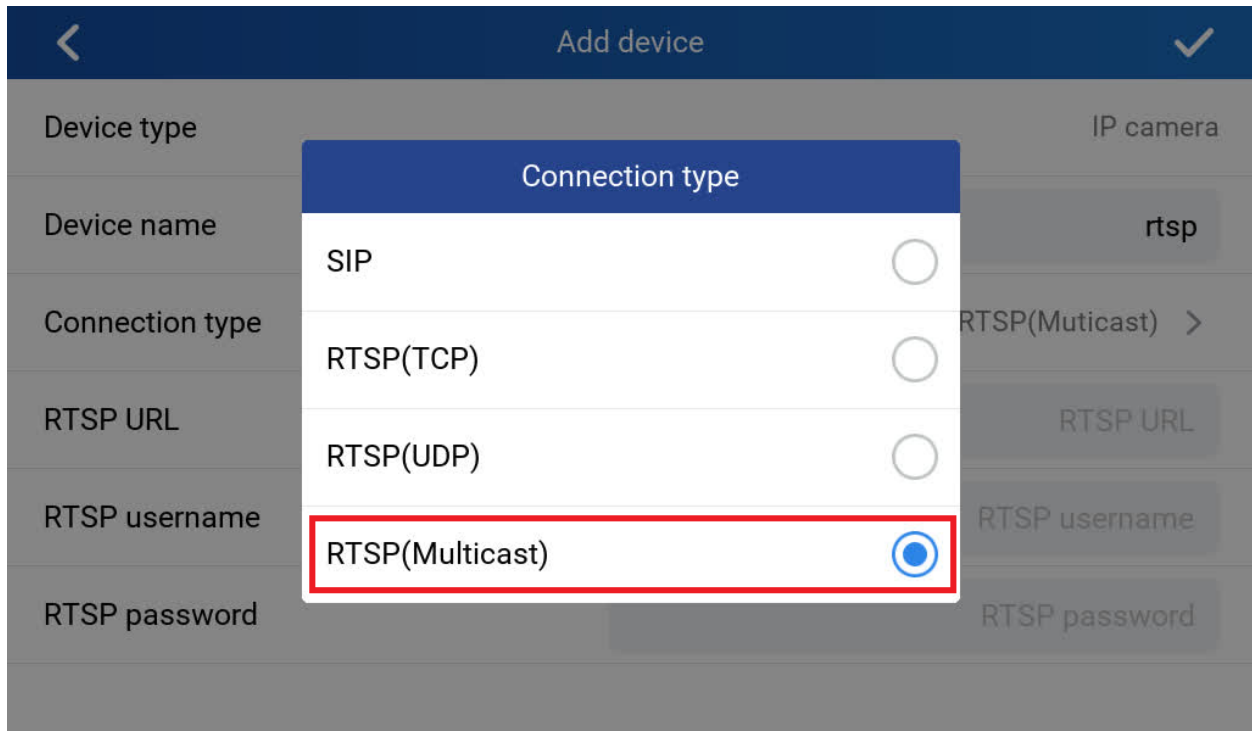 Add device
Device type IP camera
Connection type
Device name rtsp
SIP
Connection type RTSP(Muticast)
RTSP(TCP)
RTSP URL RTSP URL
RTSP(UDP)
RTSP username RTSP username
RTSP(Multicast)
RTSP password RTSP password